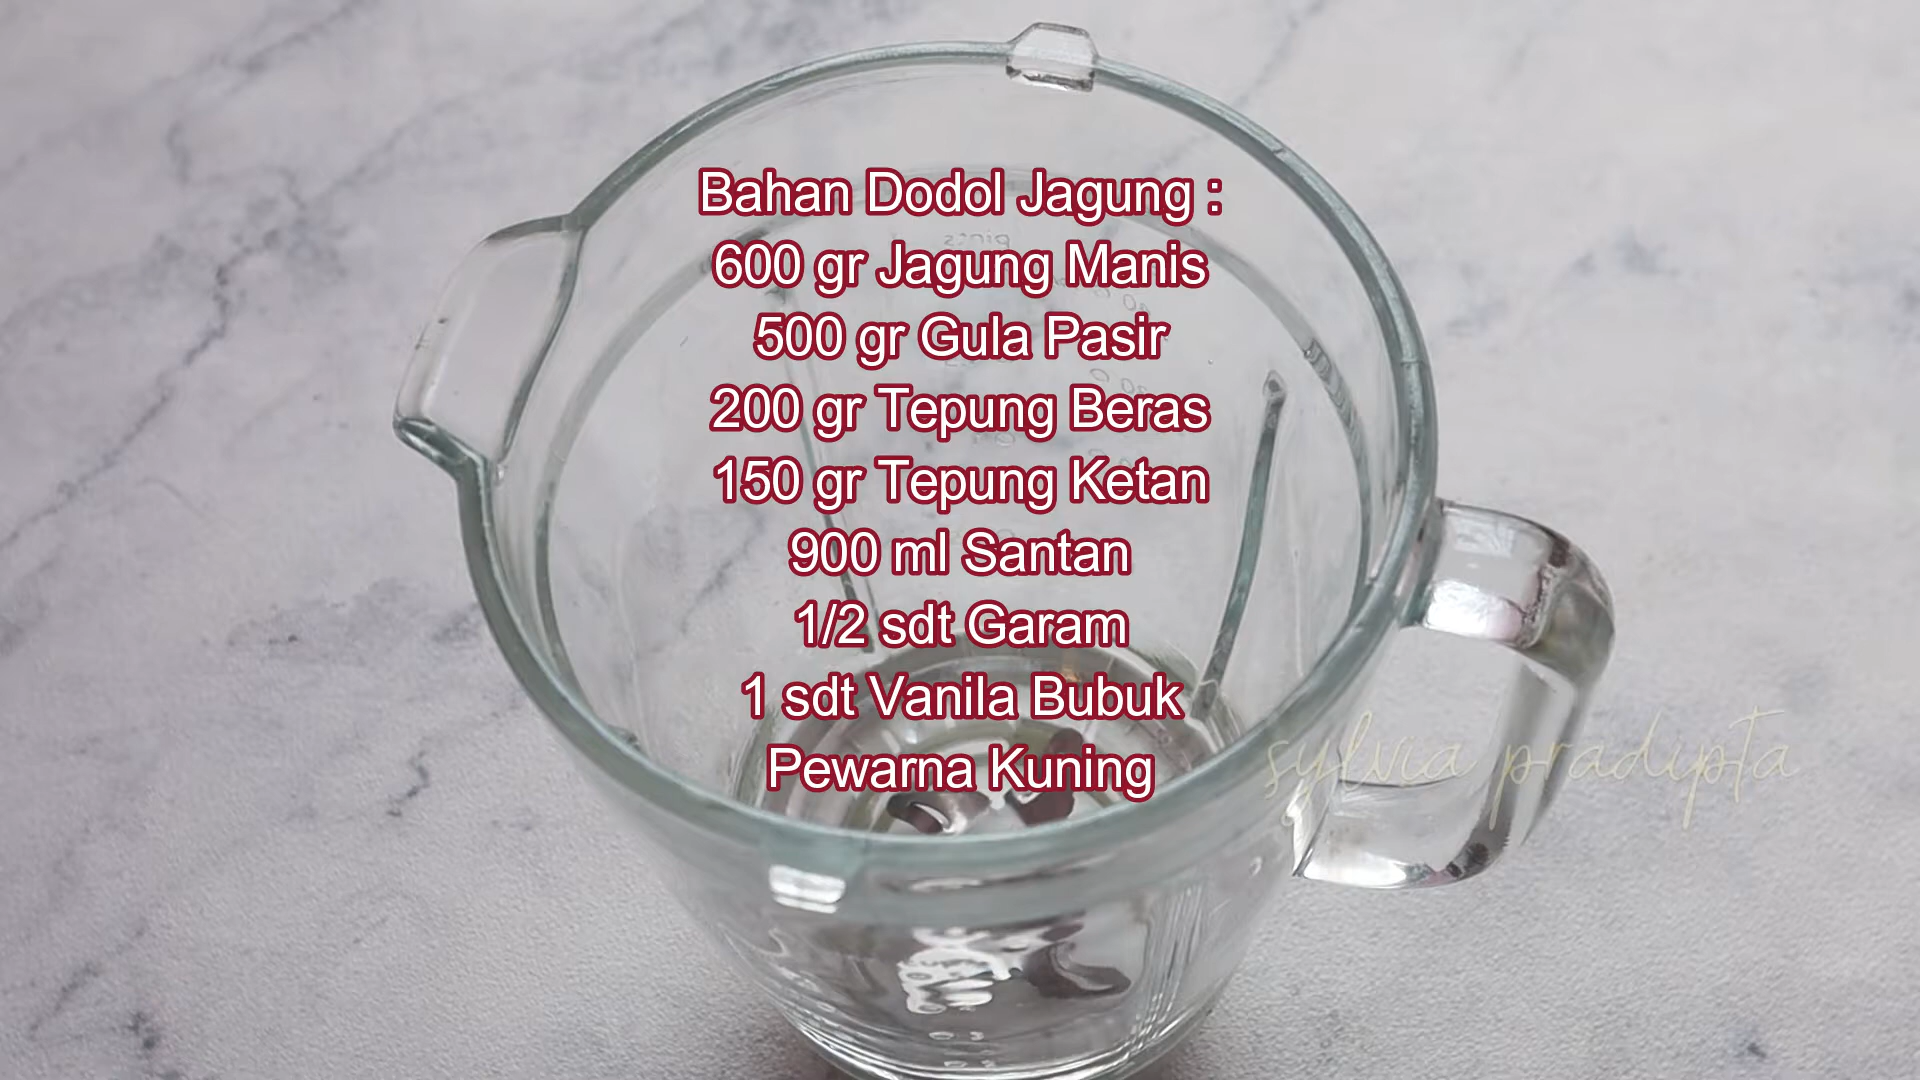 Bahan Dodol Jagung :
600 gr Jagung Manis
500 gr Gula Pasir
200 gr Tepung Beras
150 gr Tepung Ketan
900 ml Santan
1/2 sdt Garam
1 sdt Vanila Bubuk
Pewarna Kuning
sylvia pradipta